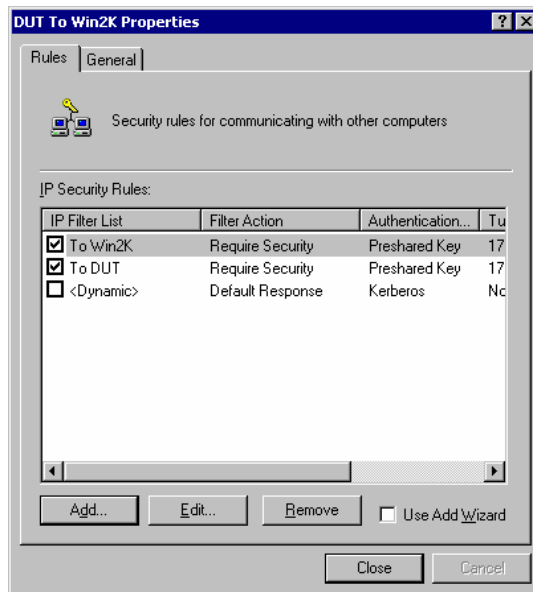 DUT To Win2K Properties
Rules General
Security rules for communicating with other computers
IP Security Rules:
IP Filter List Filter Action Authentication... Tu
To Win2K Require Security Preshared Key 17
To DUT Require Security Preshared Key 17
<Dynamic> Default Response Kerberos No
Add... Edit... Remove Use Add Wizard
Close Cancel